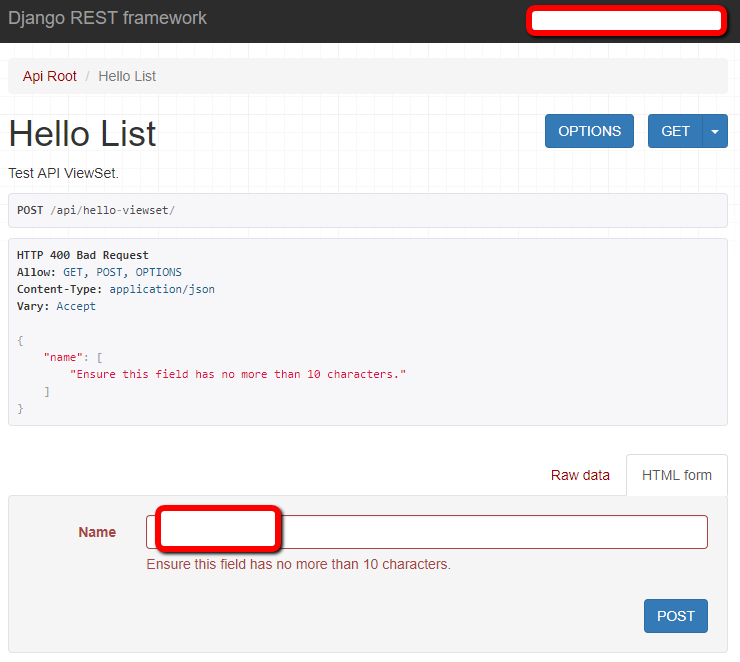 Django REST framework
Api Root / Hello List
Hello List
OPTIONS
GET
Test API ViewSet.
POST /api/hello-viewset/
HTTP 400 Bad Request
Allow: GET, POST, OPTIONS
Content-Type: application/json
Vary: Accept
{
    "name": [
        "Ensure this field has no more than 10 characters."
    ]
}
Raw data
HTML form
Name
Ensure this field has no more than 10 characters.
POST